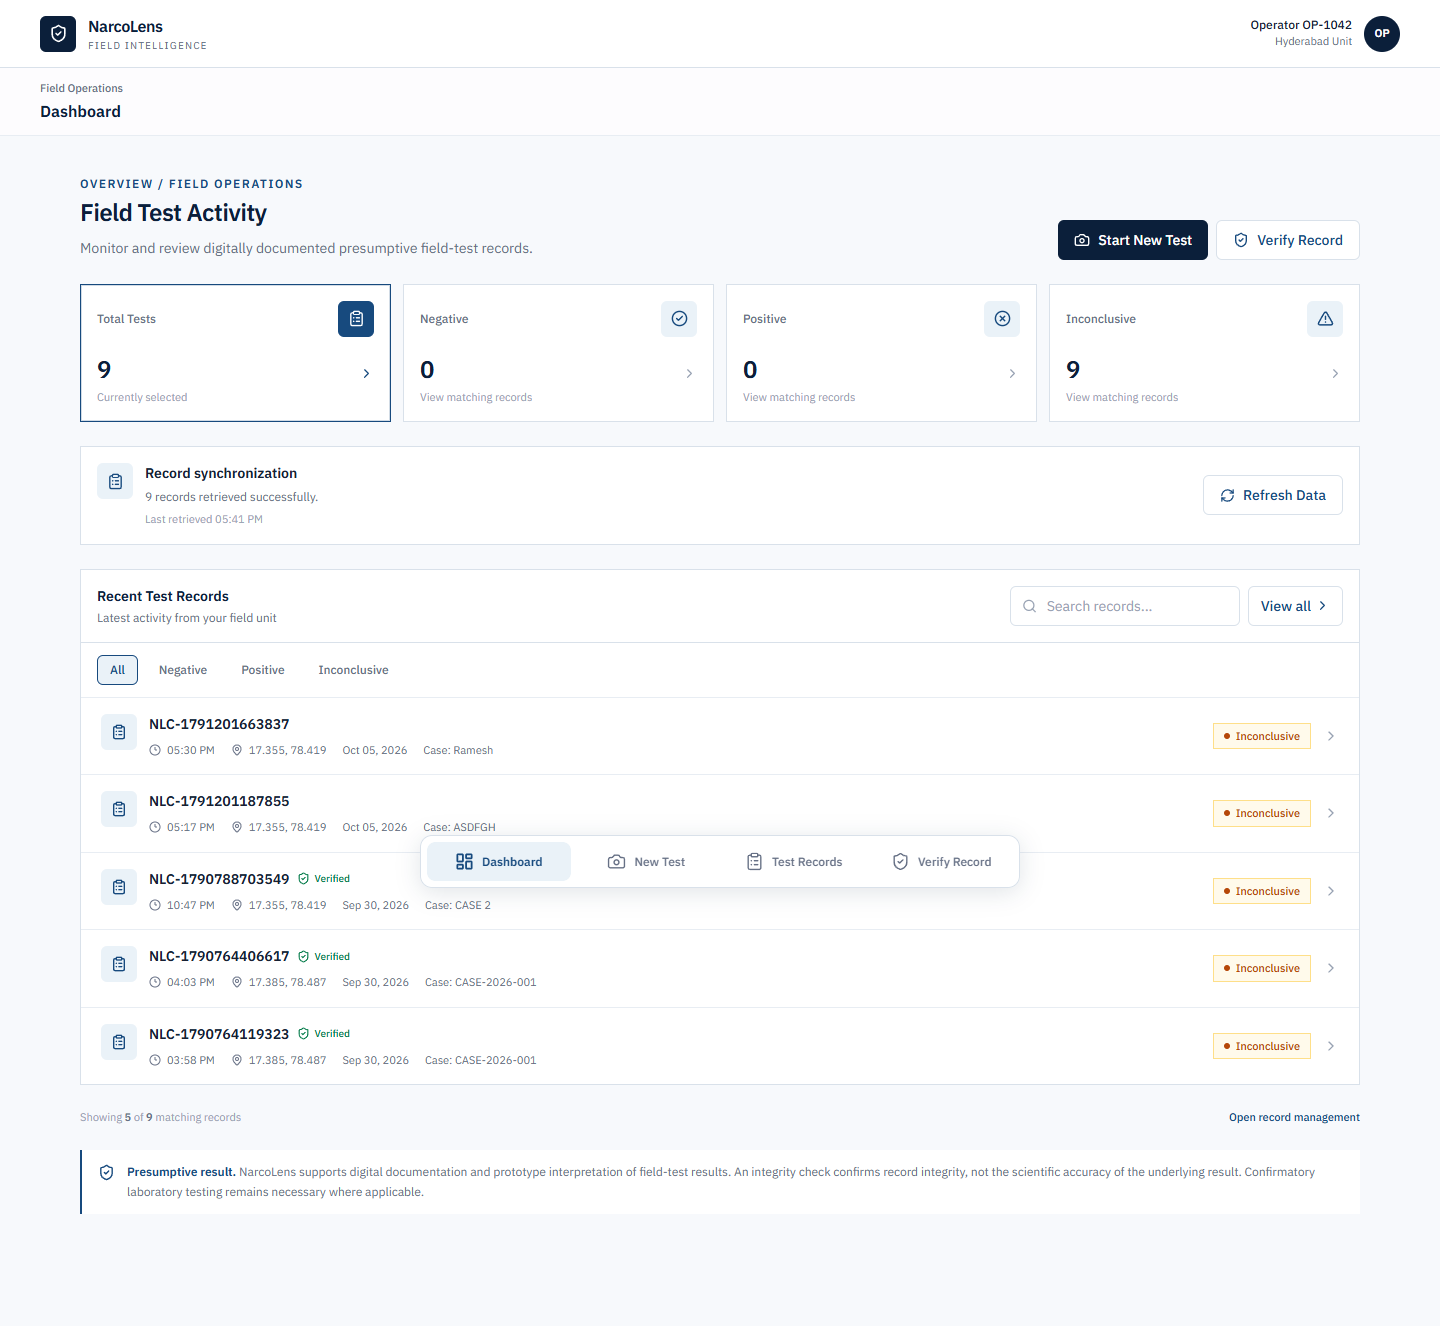 NarcoLens
FIELD INTELLIGENCE
Operator OP-1042
Hyderabad Unit
OP
Field Operations
Dashboard
OVERVIEW / FIELD OPERATIONS
Field Test Activity
Monitor and review digitally documented presumptive field-test records.
Start New Test
Verify Record
Total Tests
9
Currently selected
Negative
0
View matching records
Positive
0
View matching records
Inconclusive
9
View matching records
Record synchronization
9 records retrieved successfully.
Last retrieved 05:41 PM
Refresh Data
Recent Test Records
Latest activity from your field unit
Search records...
View all
All Negative Positive Inconclusive
NLC-1791201663837
05:30 PM 17.355, 78.419 Oct 05, 2026 Case: Ramesh
Inconclusive
NLC-1791201187855
05:17 PM 17.355, 78.419 Oct 05, 2026 Case: ASDFGH
Inconclusive
Dashboard New Test Test Records Verify Record
NLC-1790788703549 Verified
10:47 PM 17.355, 78.419 Sep 30, 2026 Case: CASE 2
Inconclusive
NLC-1790764406617 Verified
04:03 PM 17.385, 78.487 Sep 30, 2026 Case: CASE-2026-001
Inconclusive
NLC-1790764119323 Verified
03:58 PM 17.385, 78.487 Sep 30, 2026 Case: CASE-2026-001
Inconclusive
Showing 5 of 9 matching records
Open record management
Presumptive result. NarcoLens supports digital documentation and prototype interpretation of field-test results. An integrity check confirms record integrity, not the scientific accuracy of the underlying result. Confirmatory
laboratory testing remains necessary where applicable.